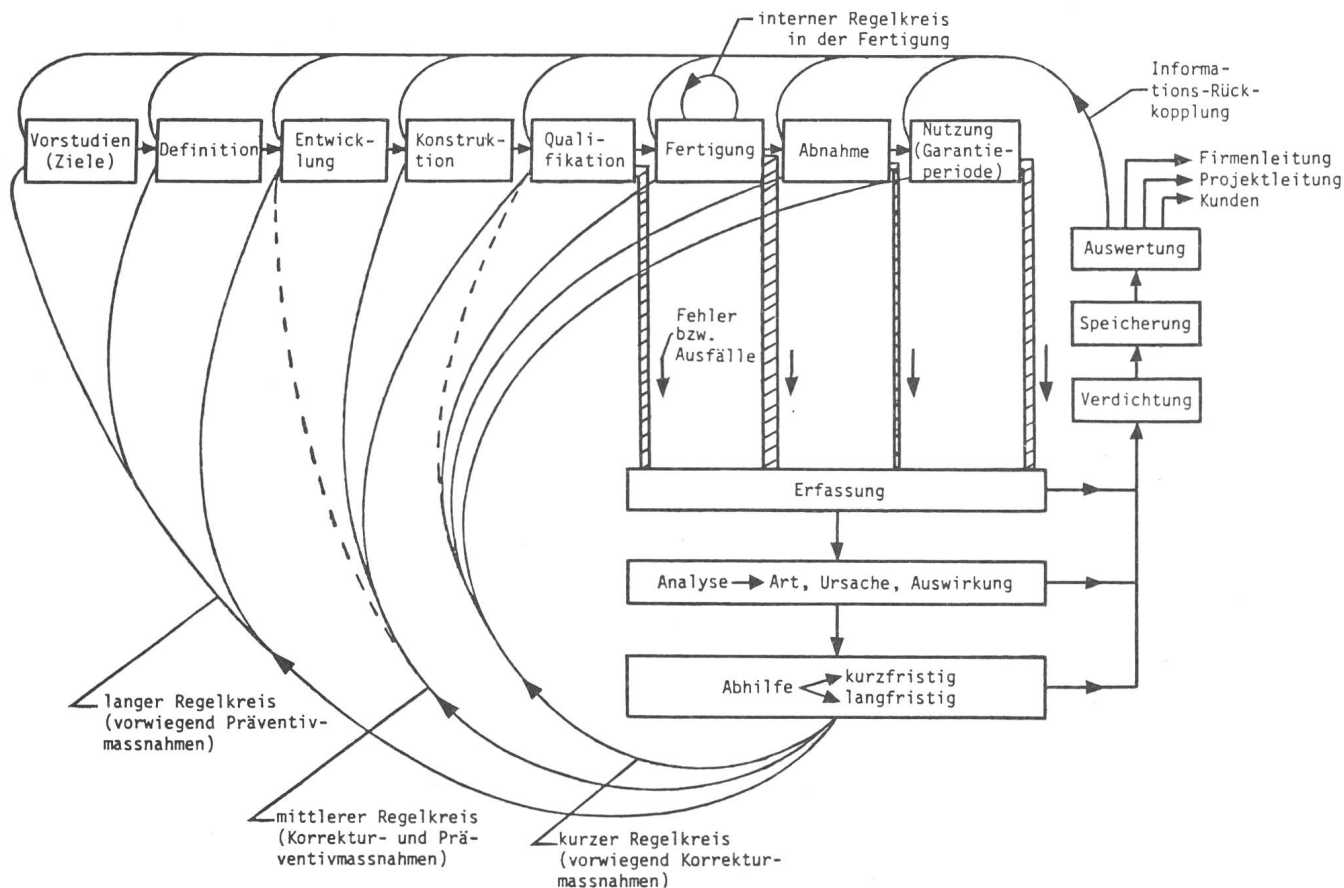 interner Regelkreis
in der Fertigung
Informa-
tions-Rück-
kopplung
Vorstudien
(Ziele)
Definition
Entwick-
lung
Konstruk-
tion
Quali-
fikation
Fertigung
Abnahme
Nutzung
(Garantie-
periode)
Firmenleitung
Projektleitung
Kunden
Auswertung
Speicherung
Verdichtung
Fehler
bzw.
Ausfälle
Erfassung
Analyse Art, Ursache, Auswirkung
Abhilfe
kurzfristig
langfristig
langer Regelkreis
(vorwiegend Präventiv-
massnahmen)
mittlerer Regelkreis
(Korrektur- und Prä-
ventivmassnahmen)
kurzer Regelkreis
(vorwiegend Korrektur-
massnahmen)